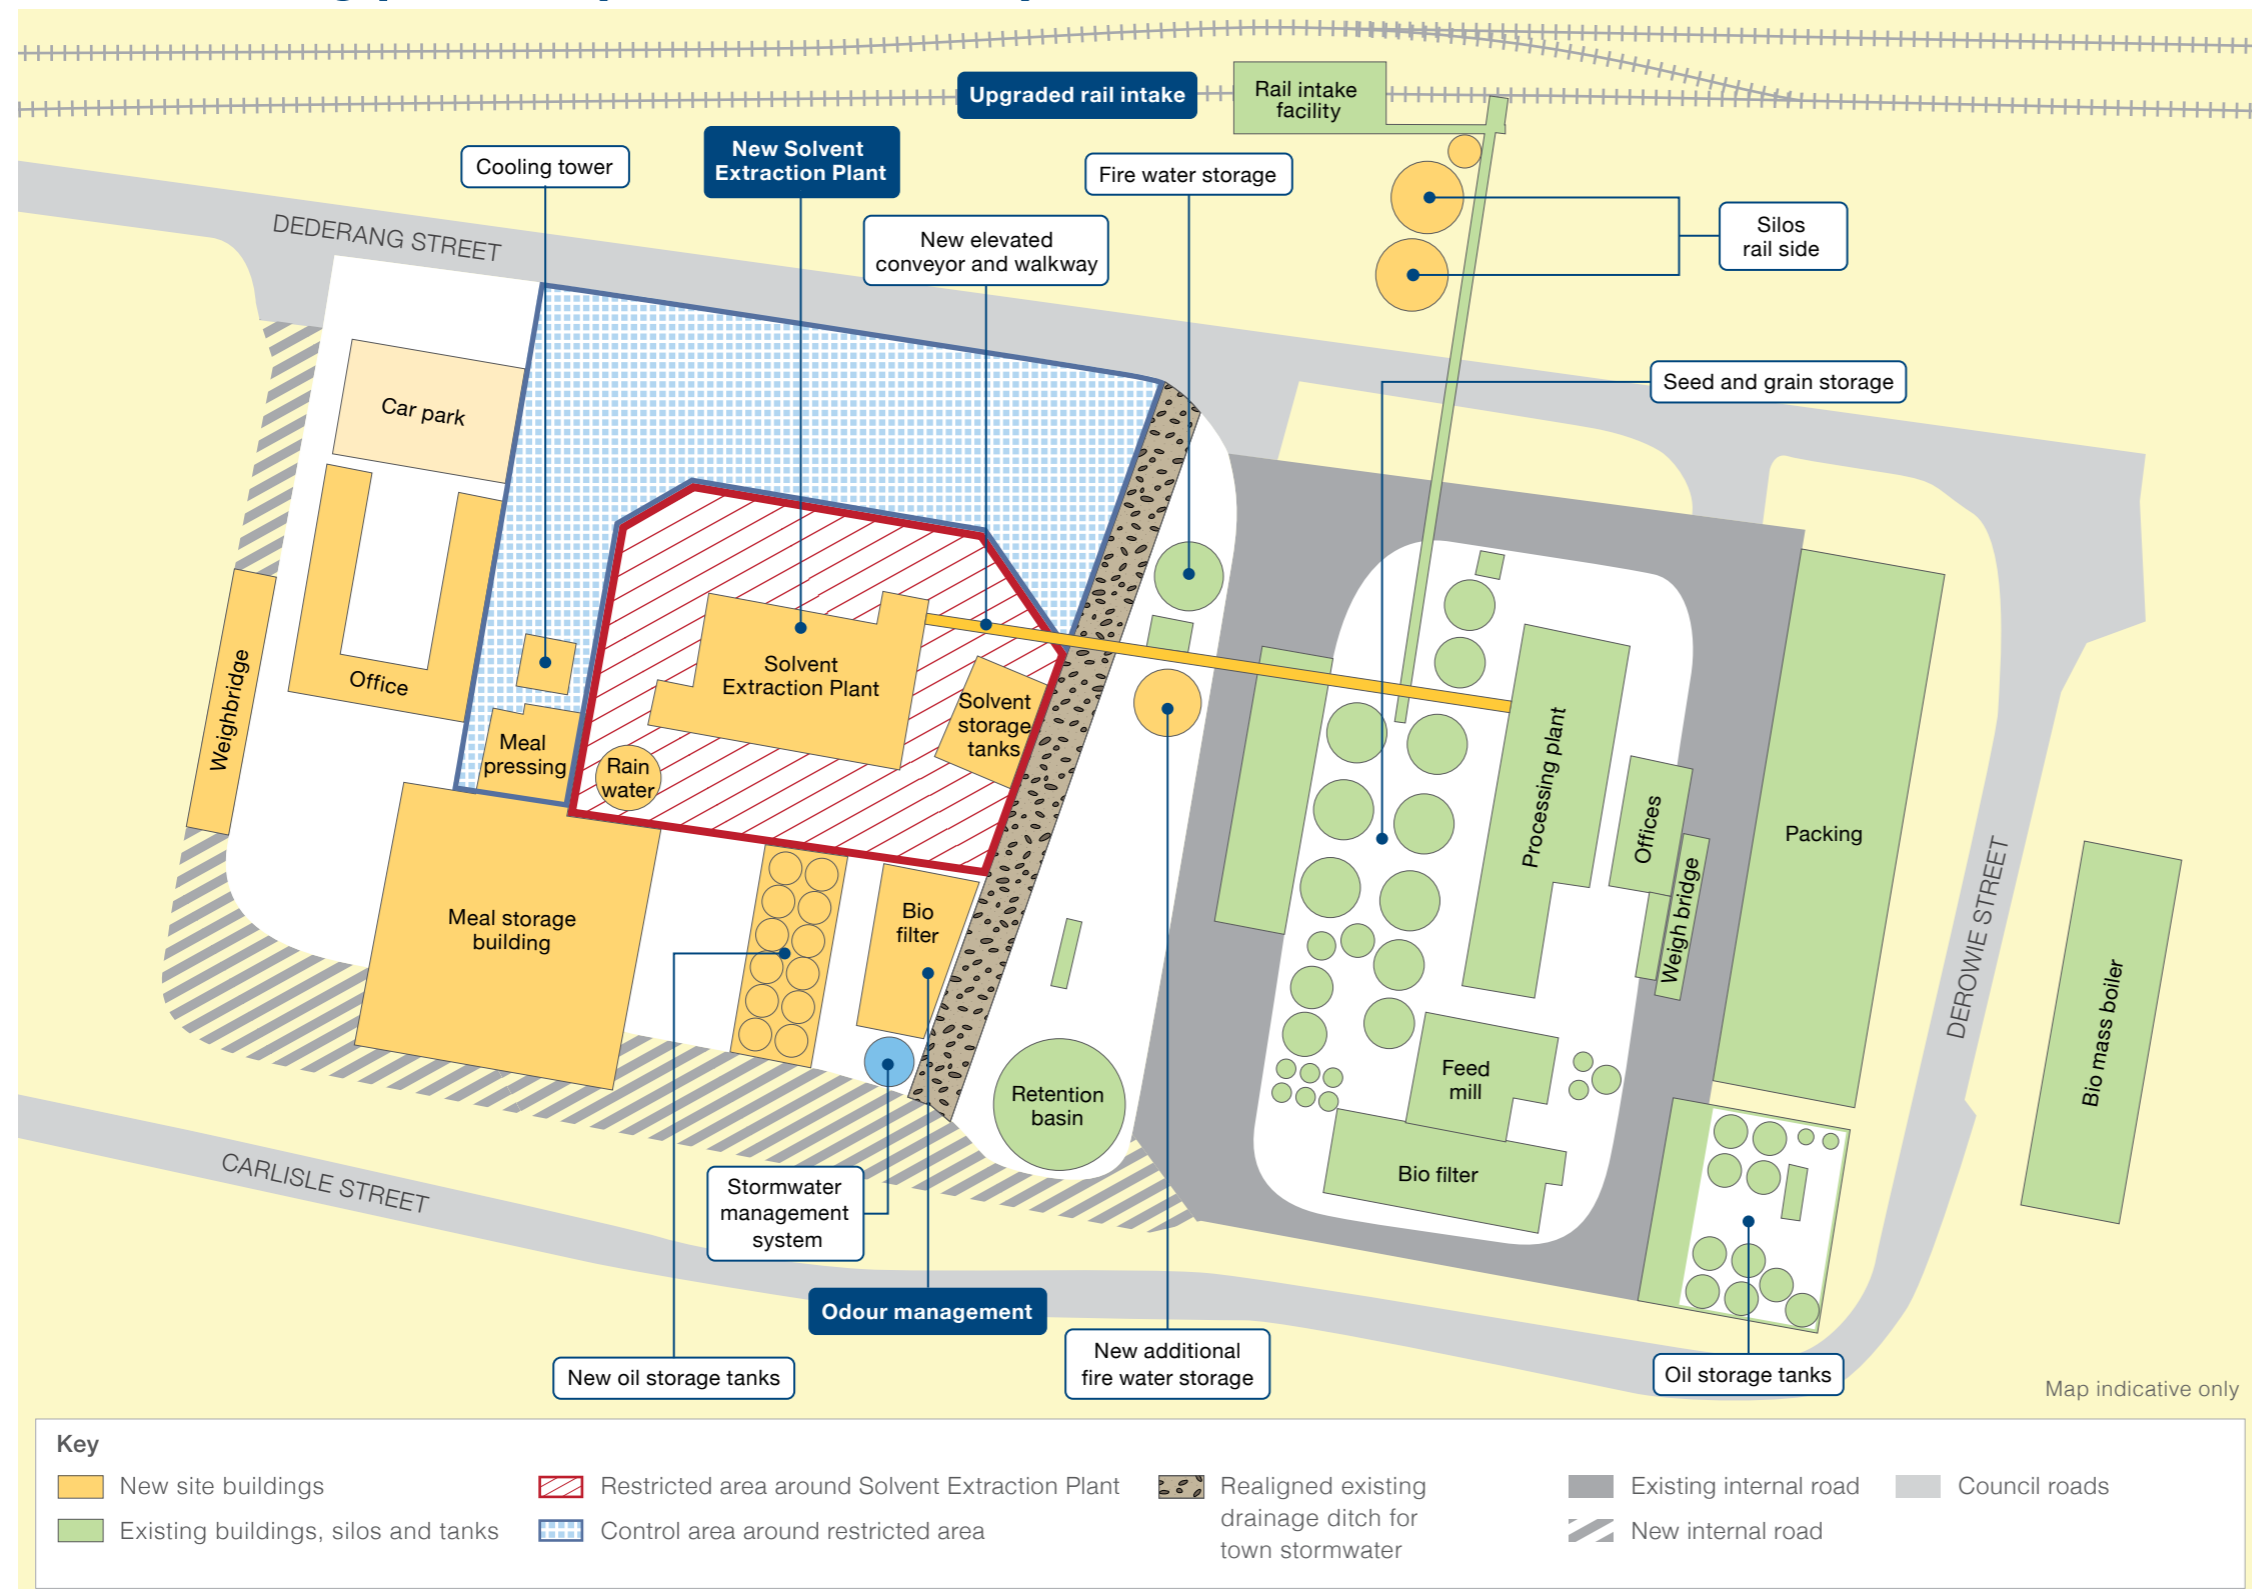 Upgraded rail intake
Rail intake
facility
New Solvent
Extraction Plant
Cooling tower
Fire water storage
New elevated
conveyor and walkway
Silos
rail side
DEDERANG STREET
Seed and grain storage
Car park
Office
Weighbridge
Solvent
Extraction Plant
Solvent
storage
tanks
Meal
pressing
Rain
water
Processing plant
Offices
Weigh bridge
Packing
DEROWIE STREET
Bio mass boiler
Meal storage
building
Bio
filter
Retention
basin
Feed
mill
Bio filter
CARLISLE STREET
Stormwater
management
system
Odour management
New oil storage tanks
New additional
fire water storage
Oil storage tanks
Map indicative only
Key
New site buildings
Existing buildings, silos and tanks
Restricted area around Solvent Extraction Plant
Control area around restricted area
Realigned existing
drainage ditch for
town stormwater
Existing internal road
New internal road
Council roads